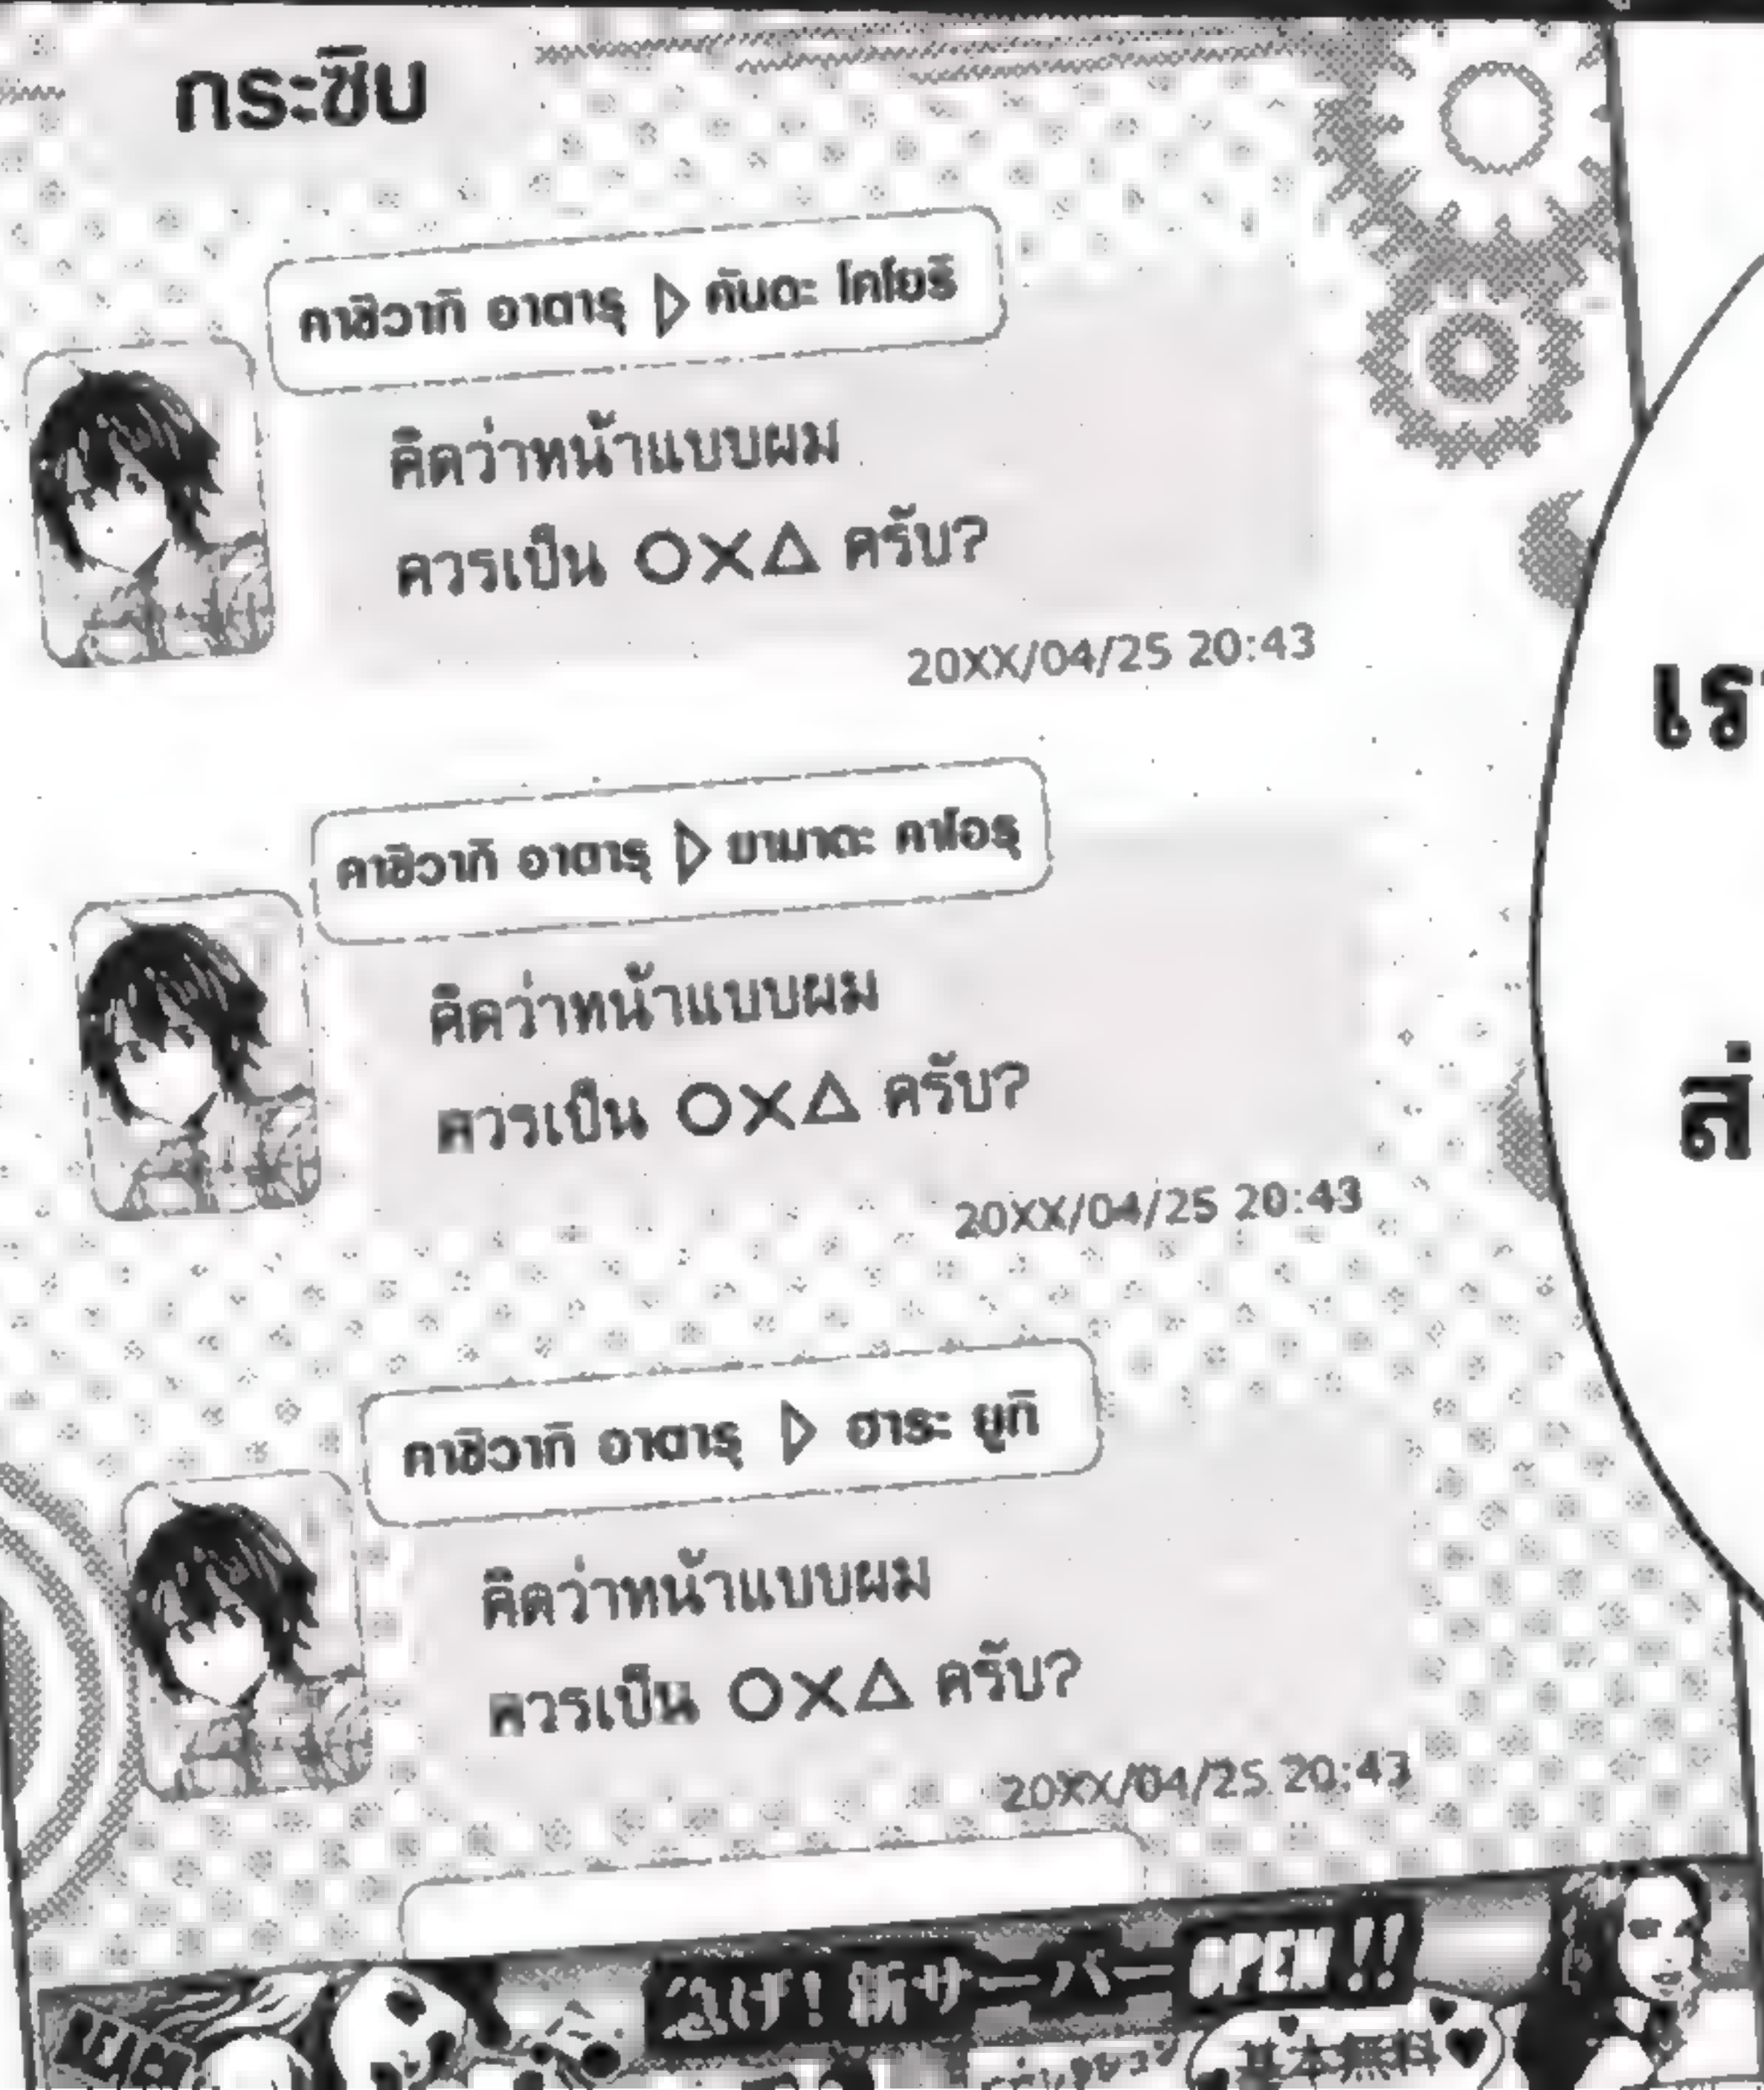 กระซิบ
คาชิวากิ อาตารุ ▷ คันดะ โคโยริ
คิดว่าหน้าแบบผม
ควรเป็น ○×△ ครับ?
20XX/04/25 20:43
คาชิวากิ อาตารุ ▷ ยามาดะ คาโอรุ
คิดว่าหน้าแบบผม
ควรเป็น ○×△ ครับ?
20XX/04/25 20:43
คาชิวากิ อาตารุ ▷ ฮาระ ยูกิ
คิดว่าหน้าแบบผม
ควรเป็น ○×△ ครับ?
20XX/04/25 20:43
急げ!新サーバーOPEN!!
基本無料